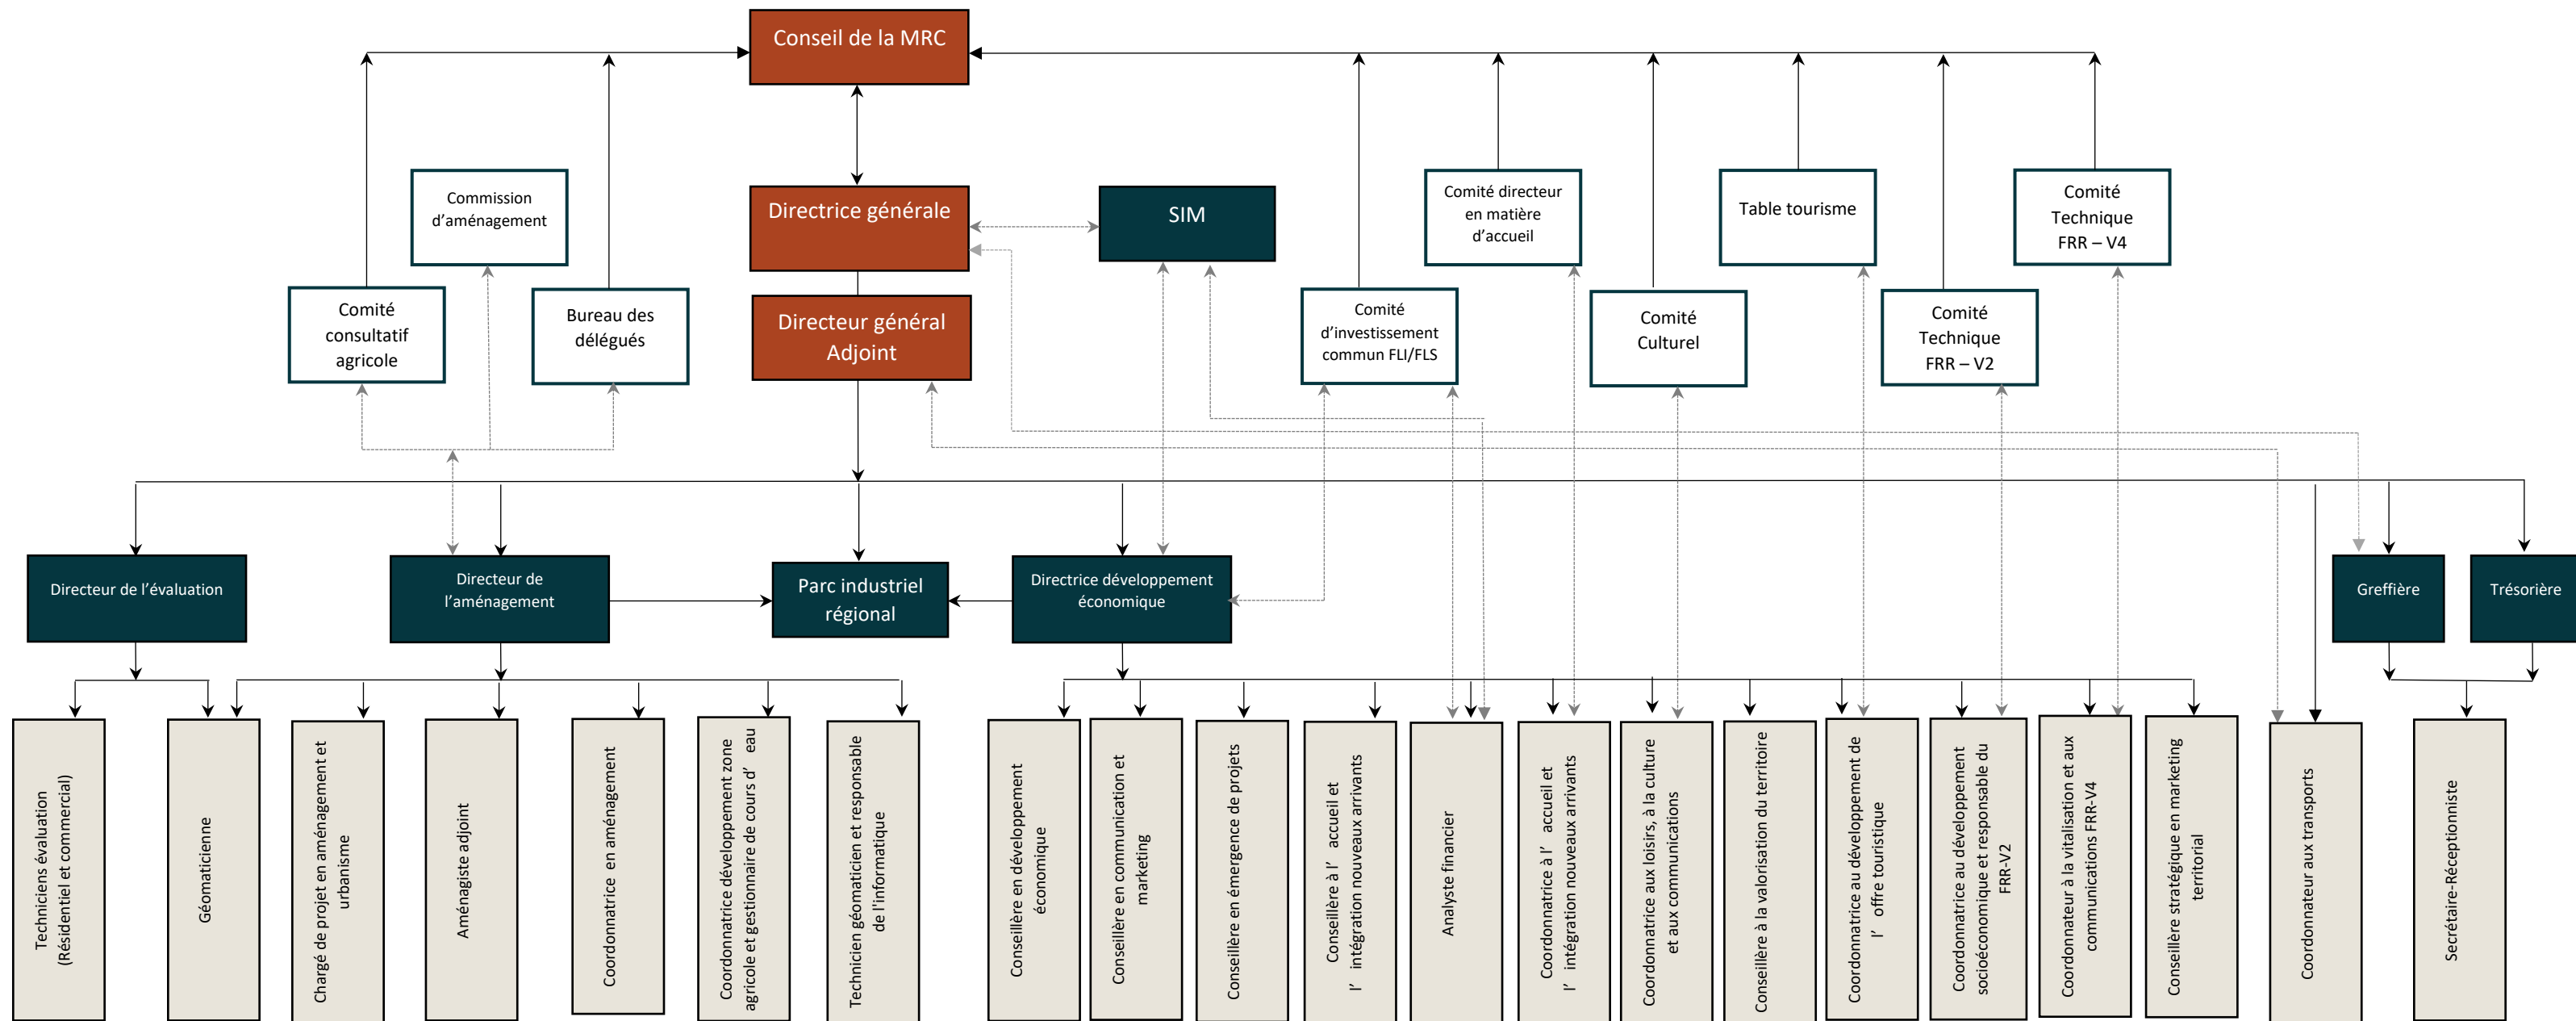 Conseil de la MRC
Commission
d’aménagement
Directrice générale
SIM
Comité directeur
en matière
d’accueil
Table tourisme
Comité
Technique
FRR – V4
Comité
consultatif
agricole
Bureau des
délégués
Directeur général
Adjoint
Comité
d’investissement
commun FLI/FLS
Comité
Culturel
Comité
Technique
FRR – V2
Directeur de l’évaluation
Directeur de
l’aménagement
Parc industriel
régional
Directrice développement
économique
Greffière
Trésorière
Techniciens évaluation
(Résidentiel et commercial)
Géomaticienne
Chargé de projet en aménagement et
urbanisme
Aménagiste adjoint
Coordonnatrice en aménagement
Coordonnatrice développement zone
agricole et gestionnaire de cours d’ eau
Technicien géomaticien et responsable
de l'informatique
Conseillère en développement
économique
Conseillère en communication et
marketing
Conseillère en émergence de projets
Conseillère à l’ accueil et
l’ intégration nouveaux arrivants
Analyste financier
Coordonnatrice à l’ accueil et
l’ intégration nouveaux arrivants
Coordonnatrice aux loisirs, à la culture
et aux communications
Conseillère à la valorisation du territoire
Coordonnatrice au développement de
l’ offre touristique
Coordonnatrice au développement
socioéconomique et responsable du
FRR-V2
Coordonnateur à la vitalisation et aux
communications FRR-V4
Conseillère stratégique en marketing
territorial
Coordonnateur aux transports
Secrétaire-Réceptionniste